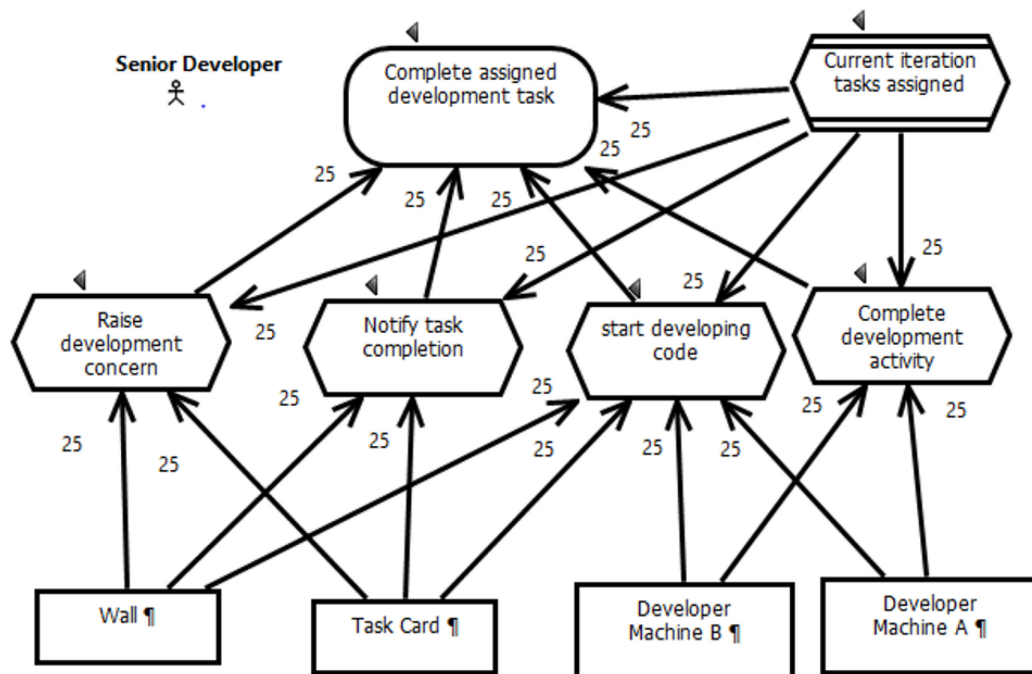 Senior Developer
Complete assigned
development task
Current iteration
tasks assigned
25
25
25
25
25
25
25
25
25
Raise
development
concern
Notify task
completion
start developing
code
Complete
development
activity
25
25
25
25
25
25
25
25
25
25
Wall ¶
Task Card ¶
Developer
Machine B ¶
Developer
Machine A ¶